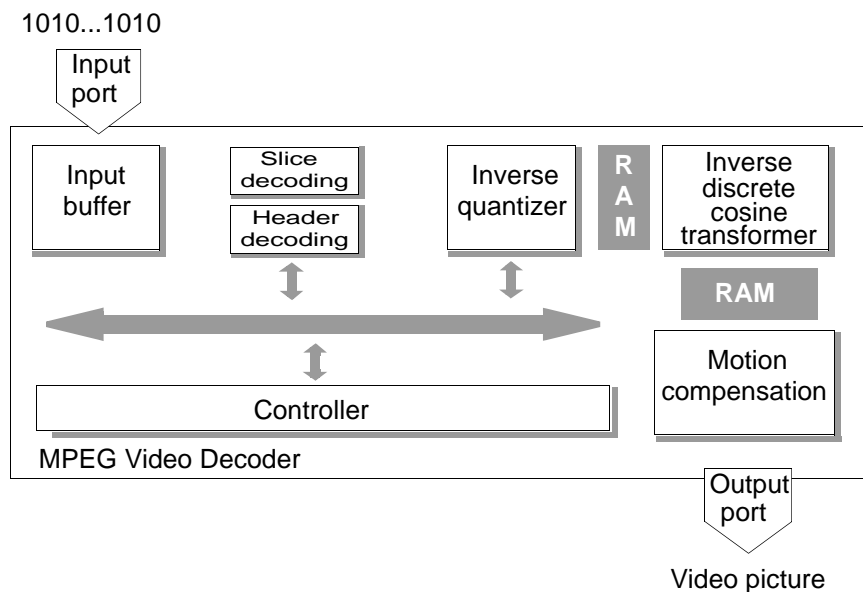 1010...1010
Input
port
Input
buffer
Slice
decoding
Header
decoding
Inverse
quantizer
R
A
M
Inverse
discrete
cosine
transformer
RAM
Motion
compensation
Controller
MPEG Video Decoder
Output
port
Video picture